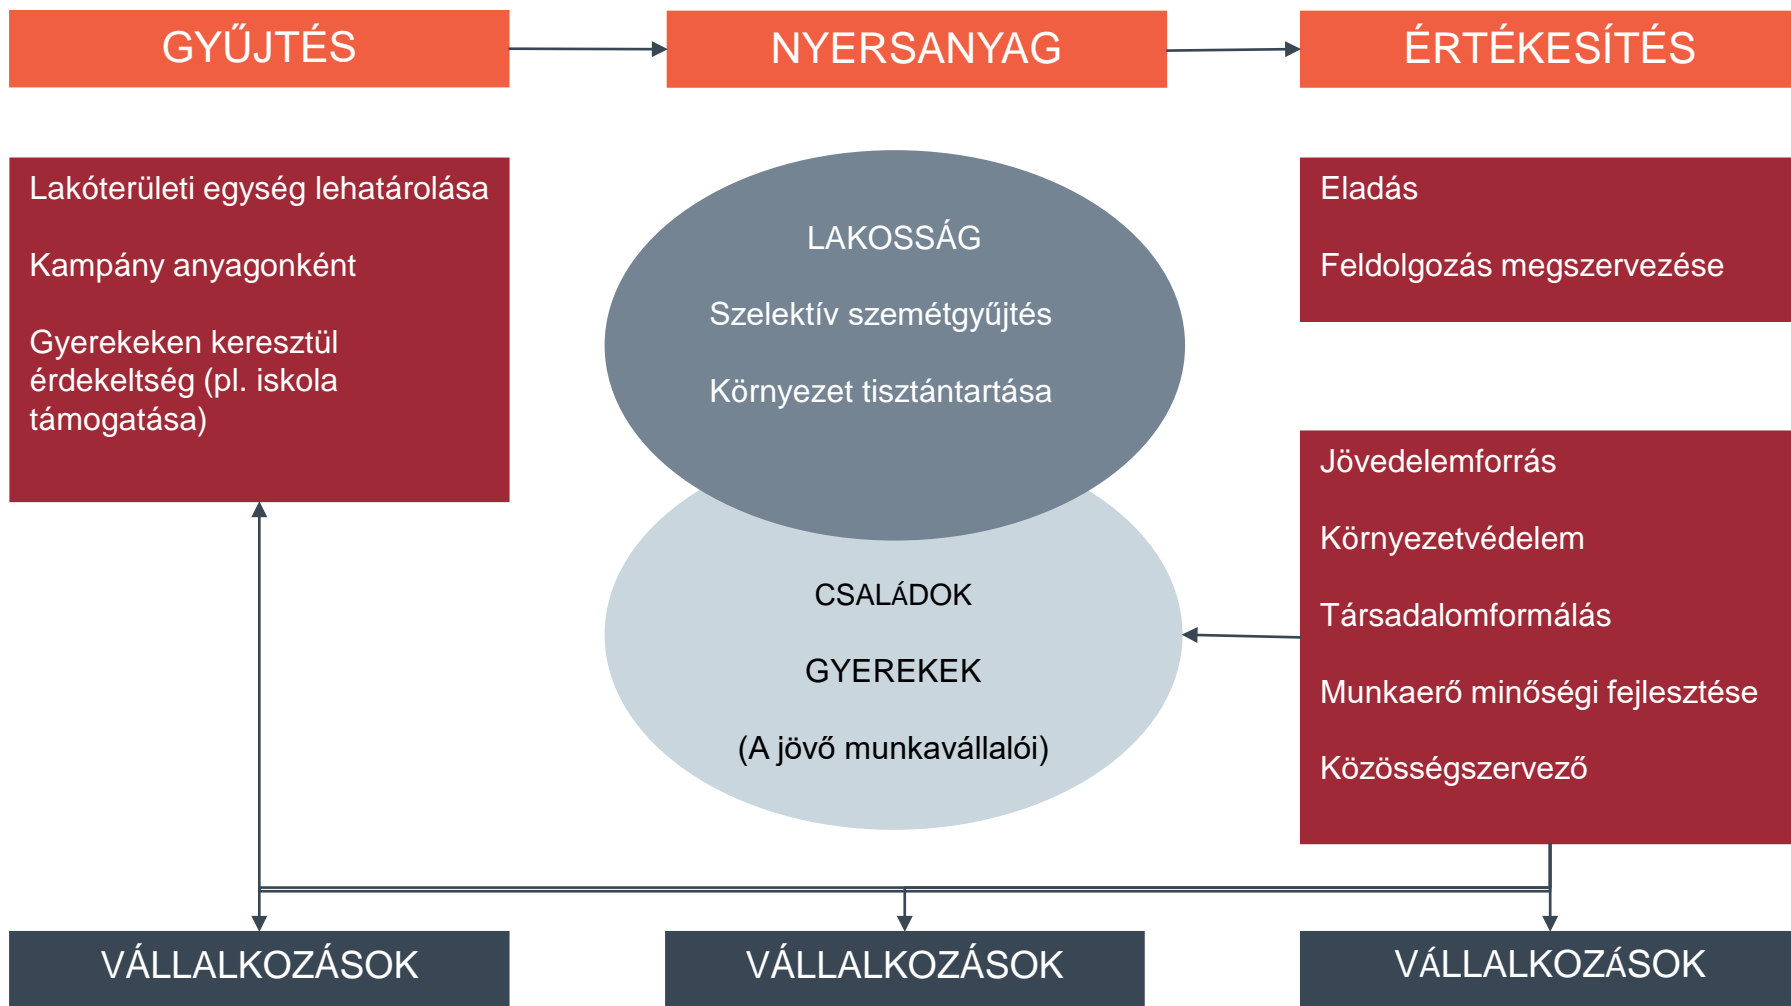 GYŰJTÉS
NYERSANYAG
ÉRTÉKESÍTÉS
Lakóterületi egység lehatárolása
Kampány anyagonként
Gyerekeken keresztül
érdekeltség (pl. iskola
támogatása)
LAKOSSÁG
Szelektív szemétgyűjtés
Környezet tisztántartása
CSALÁDOK
GYEREKEK
(A jövő munkavállalói)
Eladás
Feldolgozás megszervezése
Jövedelemforrás
Környezetvédelem
Társadalomformálás
Munkaerő minőségi fejlesztése
Közösségszervező
VÁLLALKOZÁSOK
VÁLLALKOZÁSOK
VÁLLALKOZÁSOK